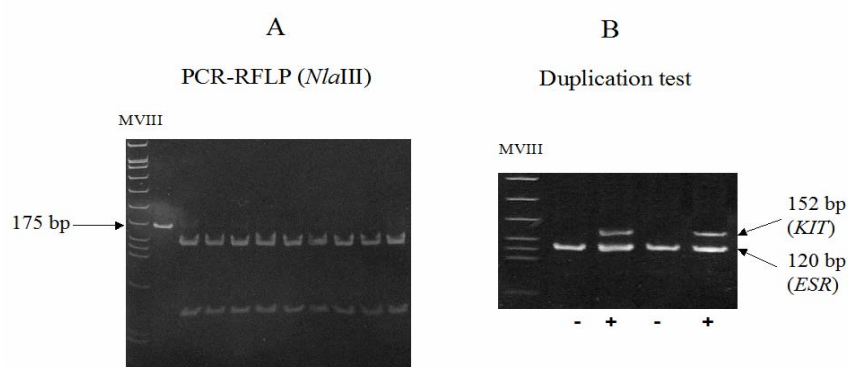 A
B
PCR-RFLP (NlaIII)
Duplication test
MVIII
MVIII
175 bp
152 bp
(KIT)
120 bp
(ESR)
- + - +